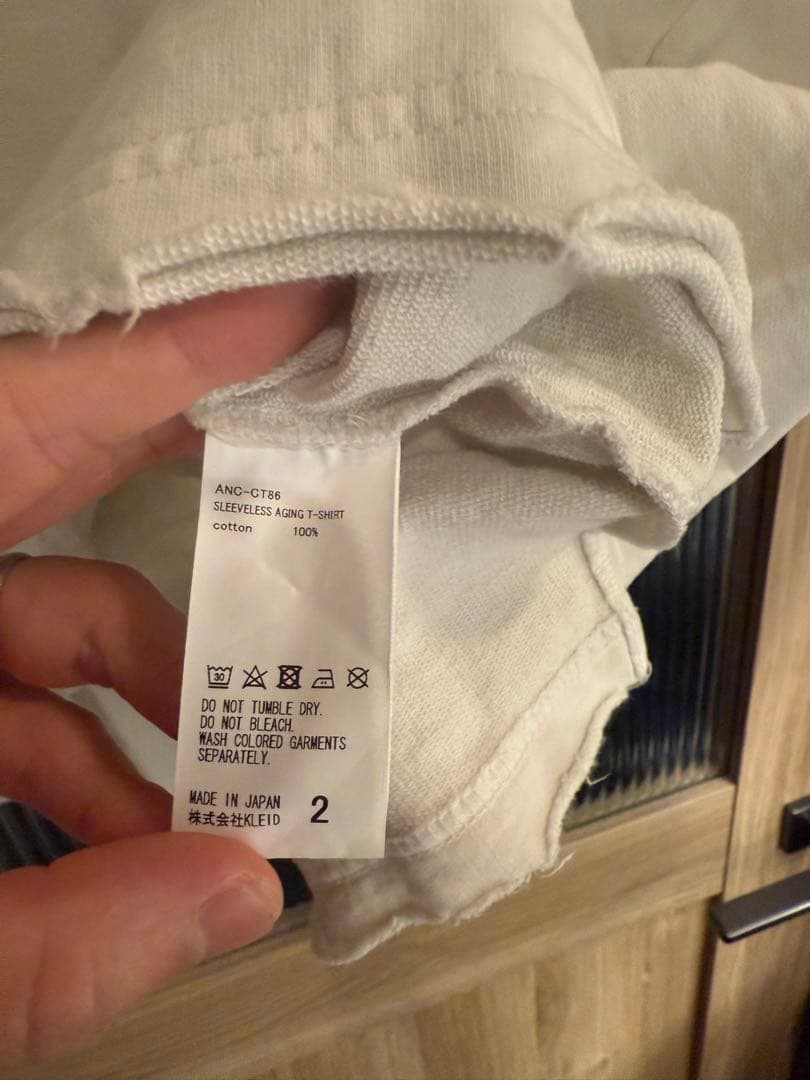 ANC-CT86
SLEEVELESS AGING T-SHIRT
cotton 100%
30
DO NOT TUMBLE DRY.
DO NOT BLEACH.
WASH COLORED GARMENTS
SEPARATELY.
MADE IN JAPAN
株式会社KLEID
2